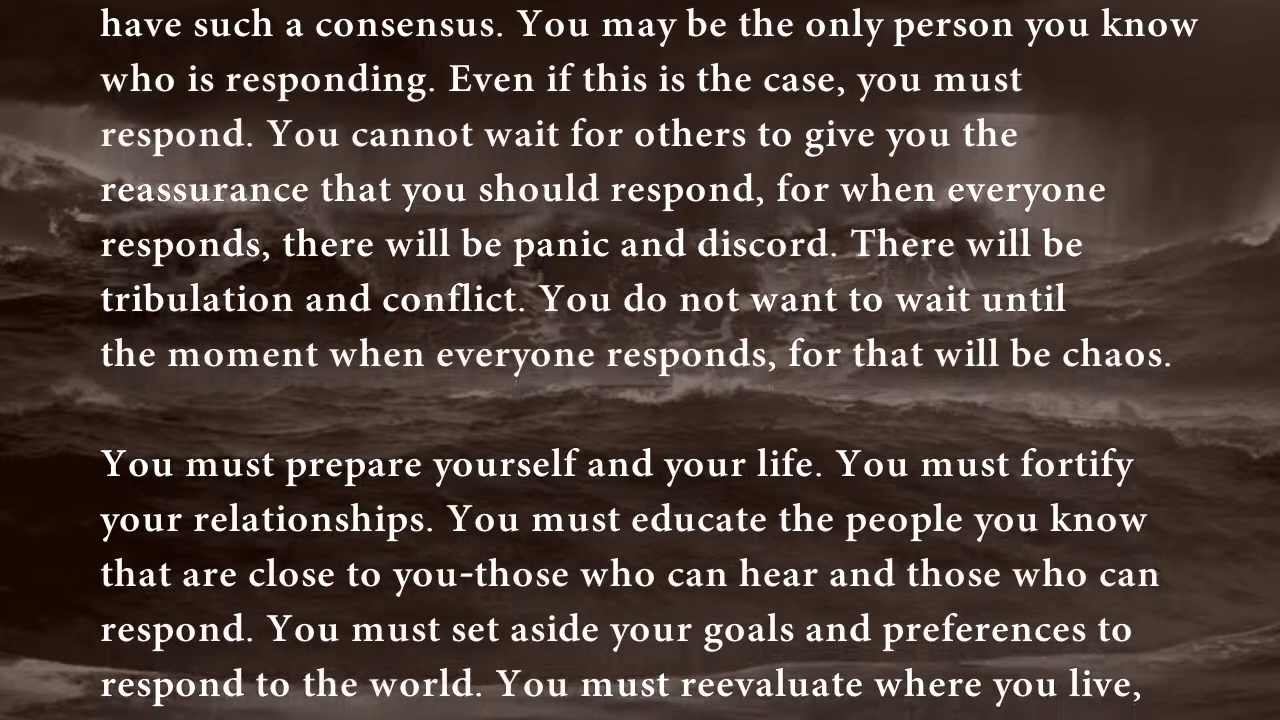 have such a consensus. You may be the only person you know
who is responding. Even if this is the case, you must
respond. You cannot wait for others to give you the
reassurance that you should respond, for when everyone
responds, there will be panic and discord. There will be
tribulation and conflict. You do not want to wait until
the moment when everyone responds, for that will be chaos.
You must prepare yourself and your life. You must fortify
your relationships. You must educate the people you know
that are close to you-those who can hear and those who can
respond. You must set aside your goals and preferences to
respond to the world. You must reevaluate where you live,